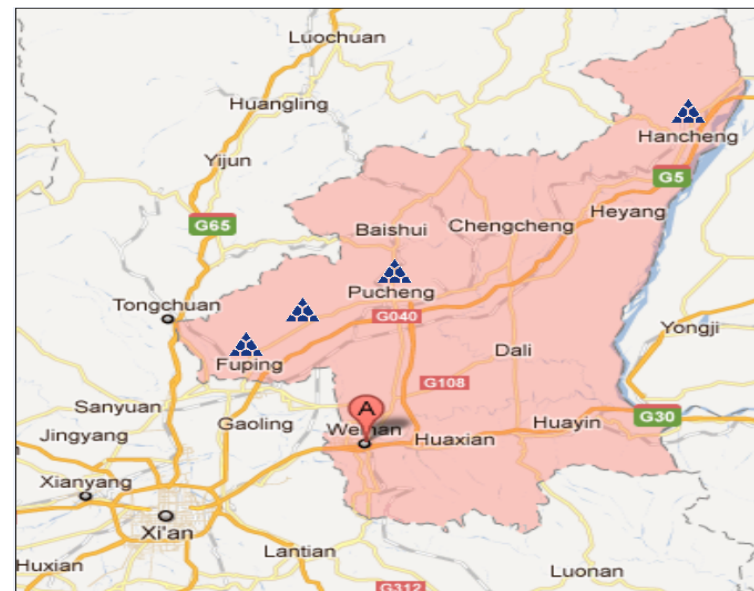 Luochuan
Huangling
Hancheng
Yijun
G5
Heyang
G65
Baishui
Chengcheng
Pucheng
Tongchuan
G040
Yongji
Dali
Fuping
G108
Sanyuan
A
Gaoling
G30
Huayin
Jingyang
Huaxian
Xianyang
Xi'an
Lantian
Huxian
Luonan
G312